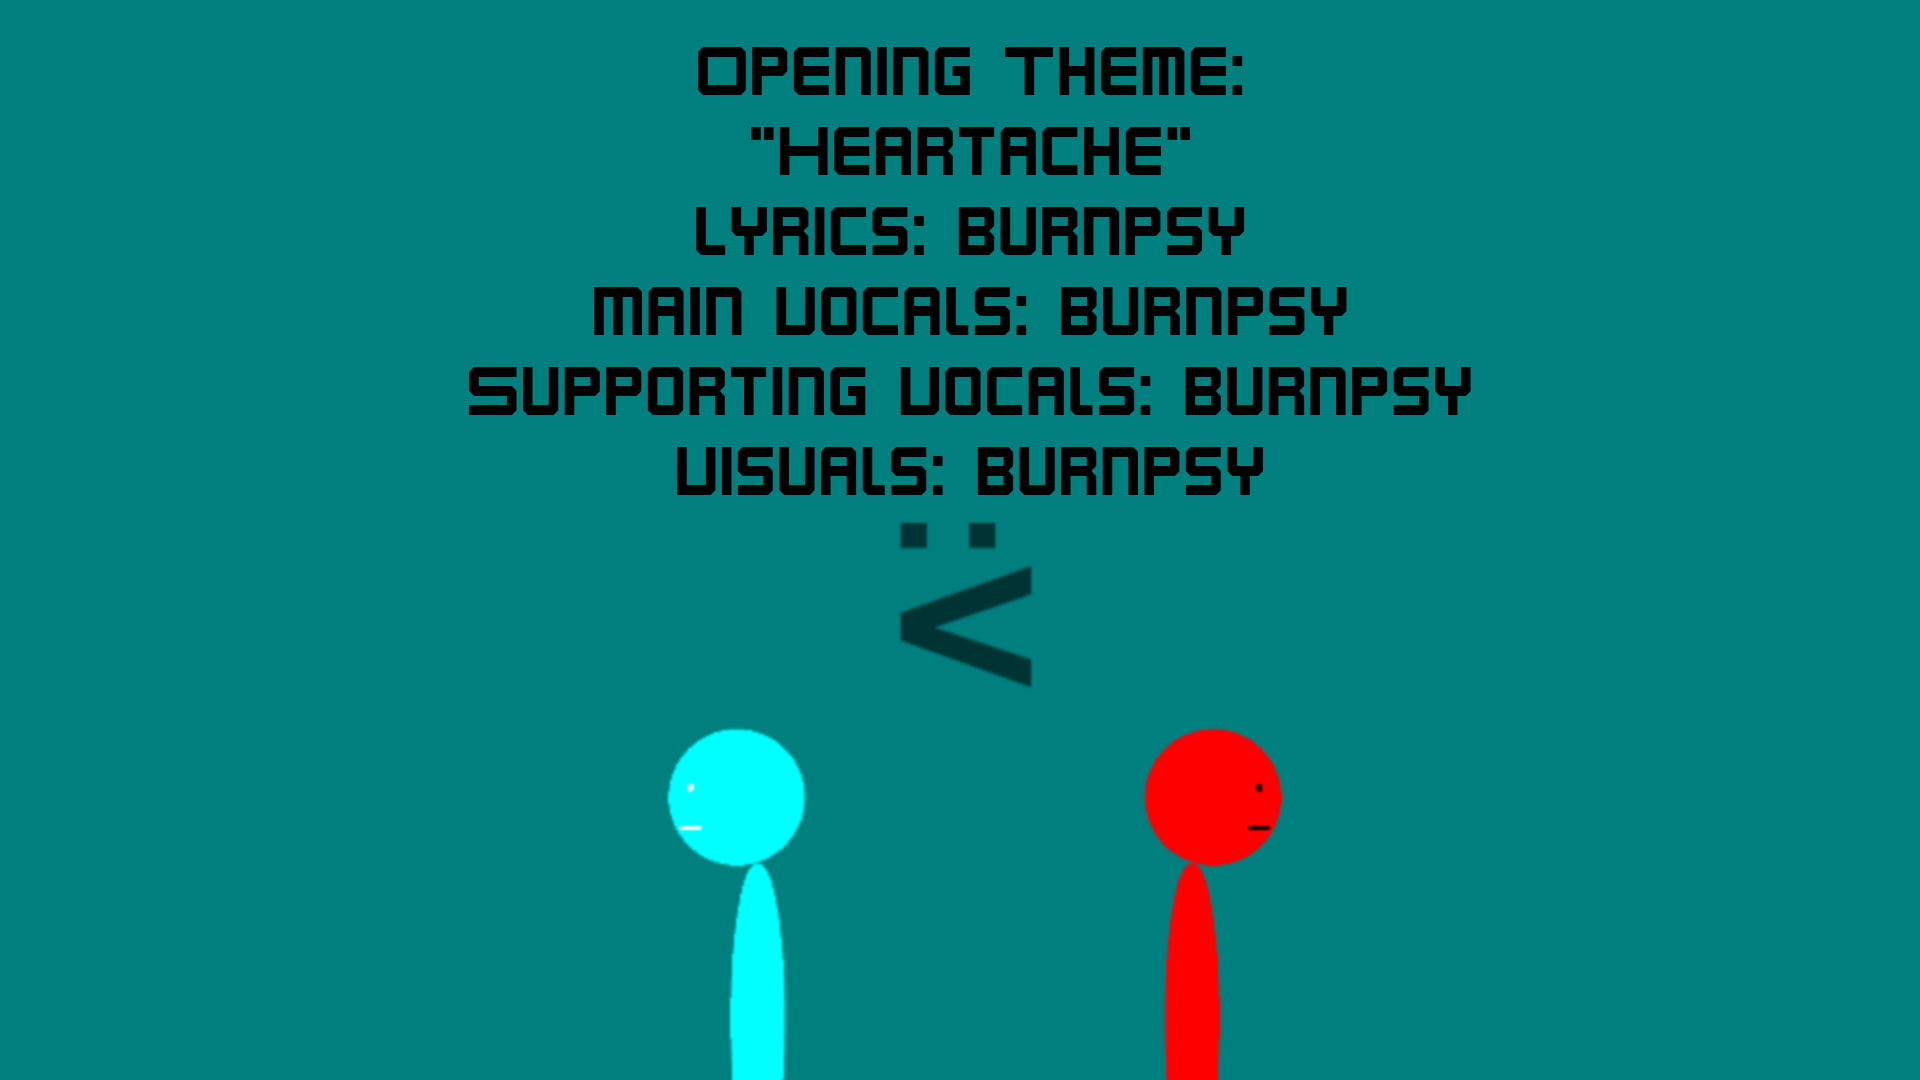 Opening Theme:
"Heartache"
Lyrics: Burnpsy
Main Vocals: Burnpsy
Supporting Vocals: Burnpsy
Visuals: Burnpsy
:<